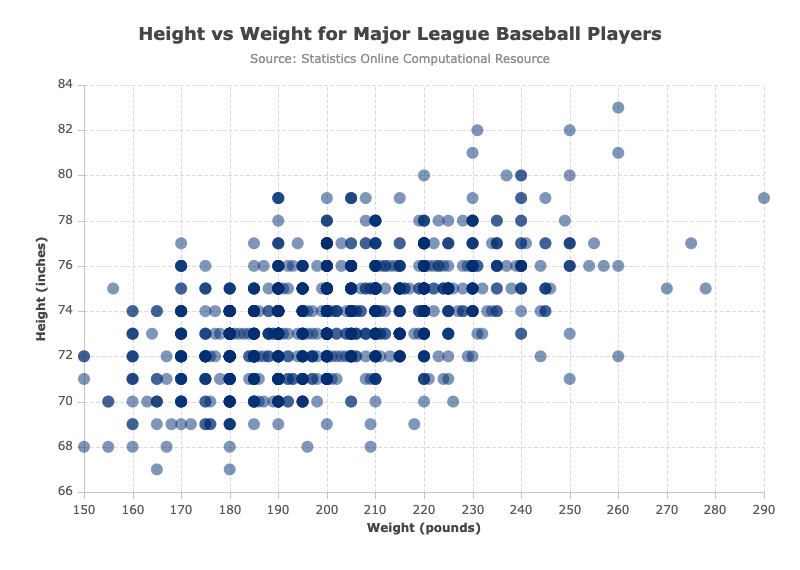 Height vs Weight for Major League Baseball Players
Source: Statistics Online Computational Resource
84
82
80
78
76
74
72
70
68
66
Height (inches)
150 160 170 180 190 200 210 220 230 240 250 260 270 280 290
Weight (pounds)